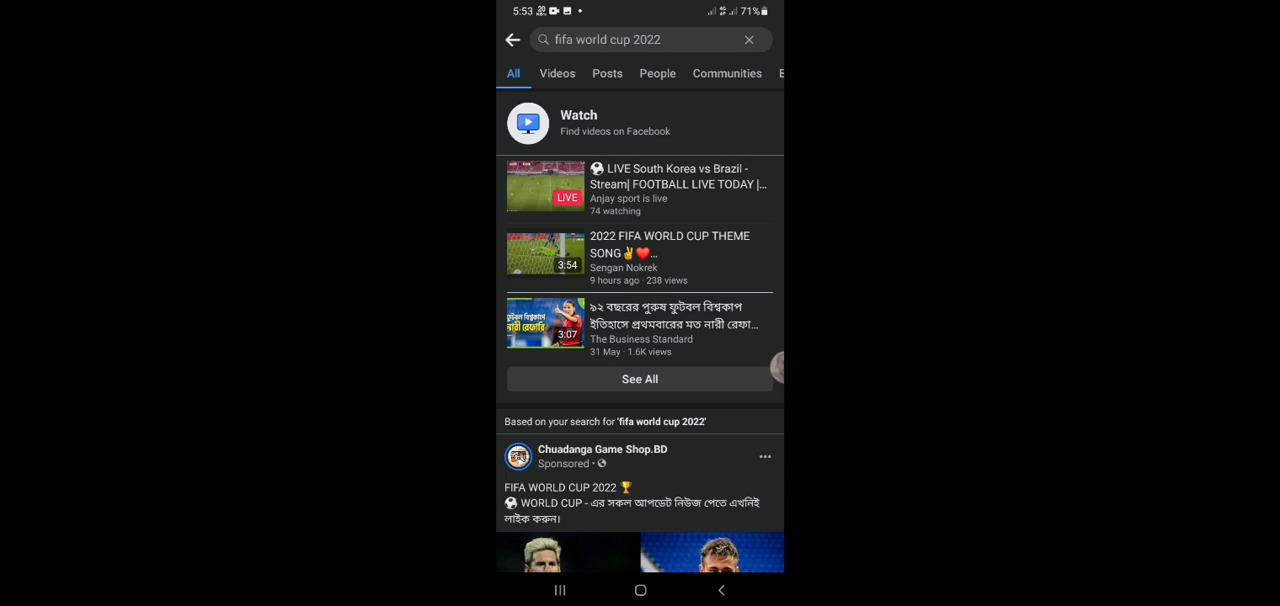 5:53 20 KB/s 71%
fifa world cup 2022
All Videos Posts People Communities E
Watch
Find videos on Facebook
LIVE South Korea vs Brazil -
Stream| FOOTBALL LIVE TODAY |...
Anjay sport is live
74 watching
LIVE
2022 FIFA WORLD CUP THEME
SONG✌️❤️...
Sengan Nokrek
9 hours ago · 238 views
3:54
৯২ বছরের পুরুষ ফুটবল বিশ্বকাপ
ইতিহাসে প্রথমবারের মত নারী রেফা...
The Business Standard
31 May · 1.6K views
ফুটবল বিশ্বকাপে
নারী রেফারি
3:07
See All
Based on your search for 'fifa world cup 2022'
Chuadanga Game Shop.BD
Sponsored ·
FIFA WORLD CUP 2022 🏆
⚽ WORLD CUP - এর সকল আপডেট নিউজ পেতে এখনিই
লাইক করুন।